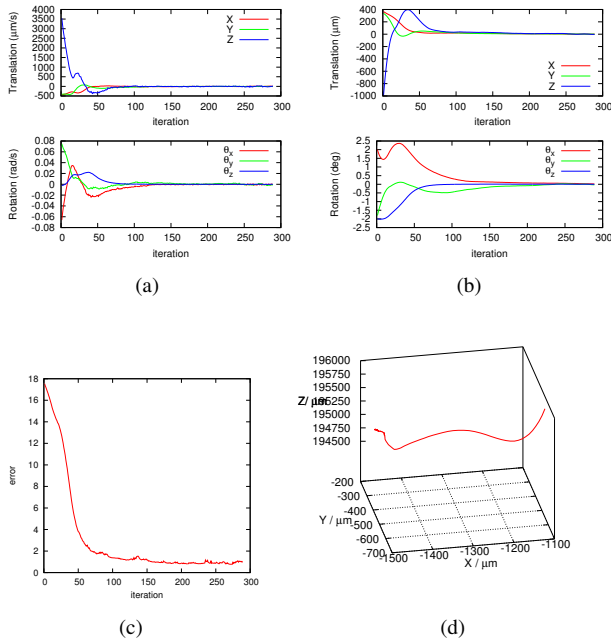 Translation (µm/s)
4000
3500
3000
2500
2000
1500
1000
500
0
-500
X
Y
Z
0 50 100 150 200 250 300
iteration
Rotation (rad/s)
0.08
0.06
0.04
0.02
0
-0.02
-0.04
-0.06
-0.08
θx
θy
θz
0 50 100 150 200 250 300
iteration
(a)
Translation (µm)
400
200
0
-200
-400
-600
-800
-1000
X
Y
Z
0 50 100 150 200 250 300
iteration
Rotation (deg)
2.5
2
1.5
1
0.5
0
-0.5
-1
-1.5
-2
-2.5
θx
θy
θz
0 50 100 150 200 250 300
iteration
(b)
error
18
16
14
12
10
8
6
4
2
0
0 50 100 150 200 250 300
iteration
(c)
196000
195750
195500
Z/ µm
195250
195000
194750
194500
-200
-300
-400
-500
-600
-700
Y / µm
-1500
-1400
-1300
-1200
-1100
X / µm
(d)